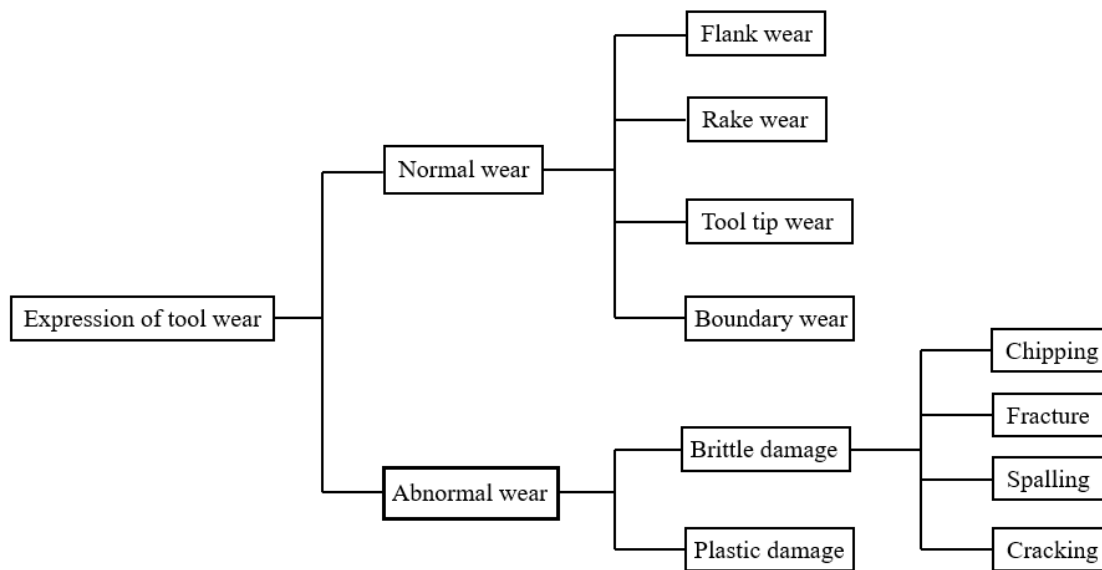 Flank wear
Rake wear
Normal wear
Tool tip wear
Expression of tool wear
Boundary wear
Chipping
Fracture
Brittle damage
Abnormal wear
Spalling
Plastic damage
Cracking